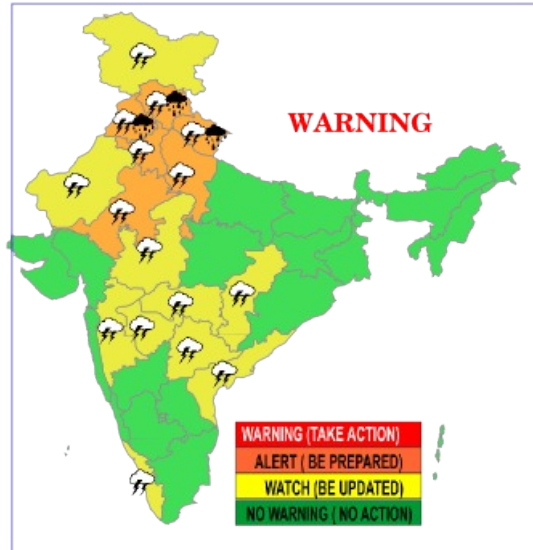 WARNING
WARNING (TAKE ACTION)
ALERT ( BE PREPARED)
WATCH (BE UPDATED)
NO WARNING ( NO ACTION)